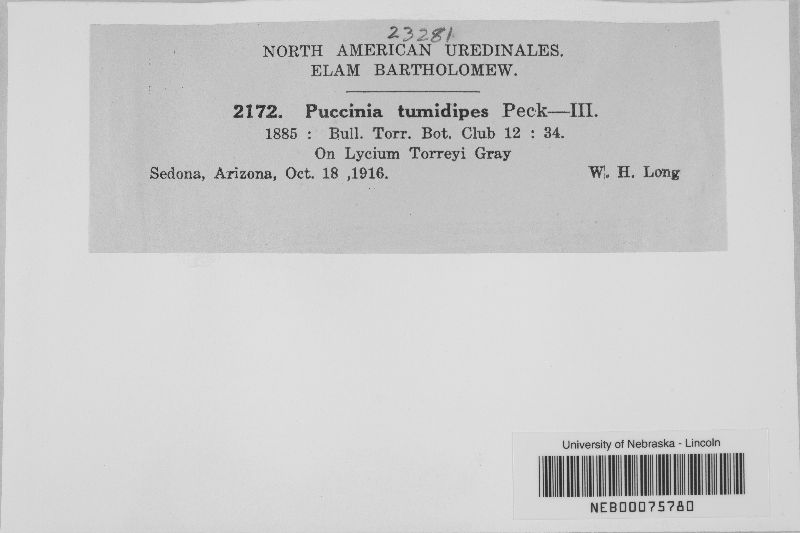 23281
NORTH AMERICAN UREDINALES.
ELAM BARTHOLOMEW.
2172. Puccinia tumidipes Peck—III.
1885 : Bull. Torr. Bot. Club 12 : 34.
On Lycium Torreyi Gray
Sedona, Arizona, Oct. 18 ,1916. W. H. Long
University of Nebraska - Lincoln
NEB00075780